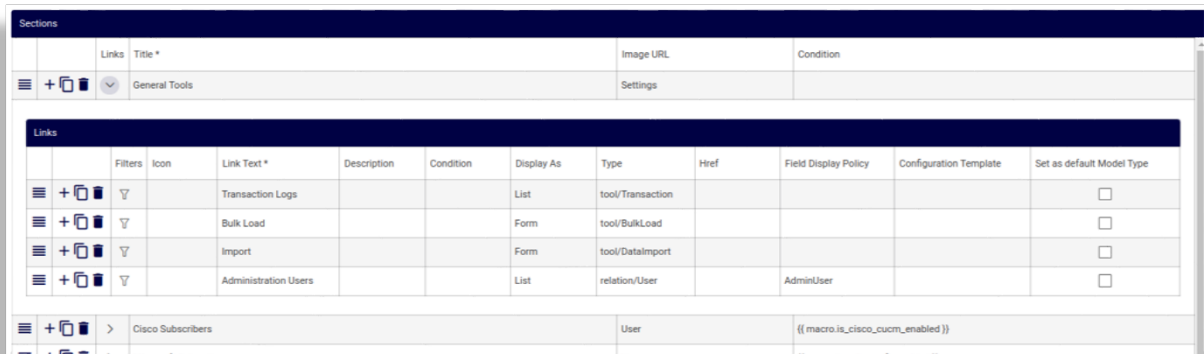 Sections
Links Title * Image URL Condition
General Tools Settings
Links
Filters Icon Link Text * Description Condition Display As Type Href Field Display Policy Configuration Template Set as default Model Type
Transaction Logs List tool/Transaction
Bulk Load Form tool/BulkLoad
Import Form tool/DataImport
Administration Users List relation/User AdminUser
Cisco Subscribers User {{ macro.is_cisco_cucm_enabled }}